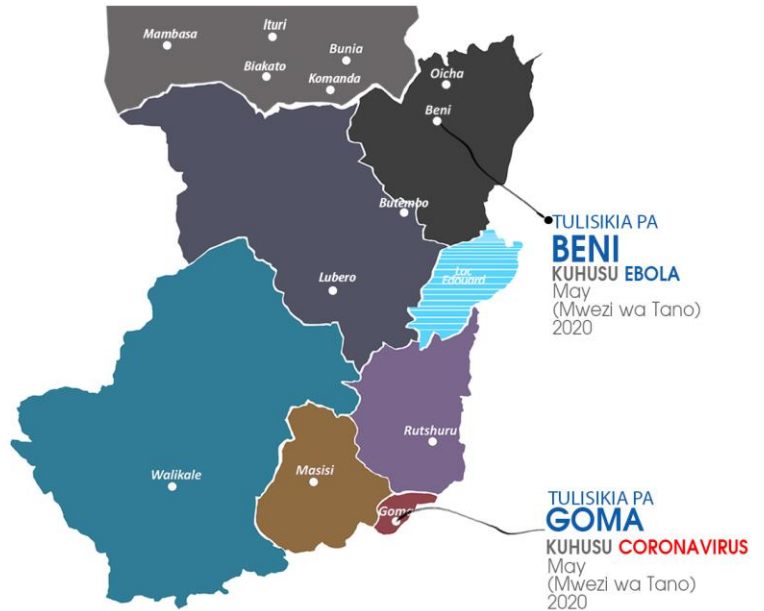 Mambasa
Ituri
Bunia
Biakato
Komanda
Oicha
Beni
Butembo
TULISIKIA PA
BENI
KUHUSU EBOLA
May
(Mwezi wa Tano)
2020
Lac
Edouard
Lubero
Rutshuru
Masisi
Walikale
Goma
TULISIKIA PA
GOMA
KUHUSU CORONAVIRUS
May
(Mwezi wa Tano)
2020